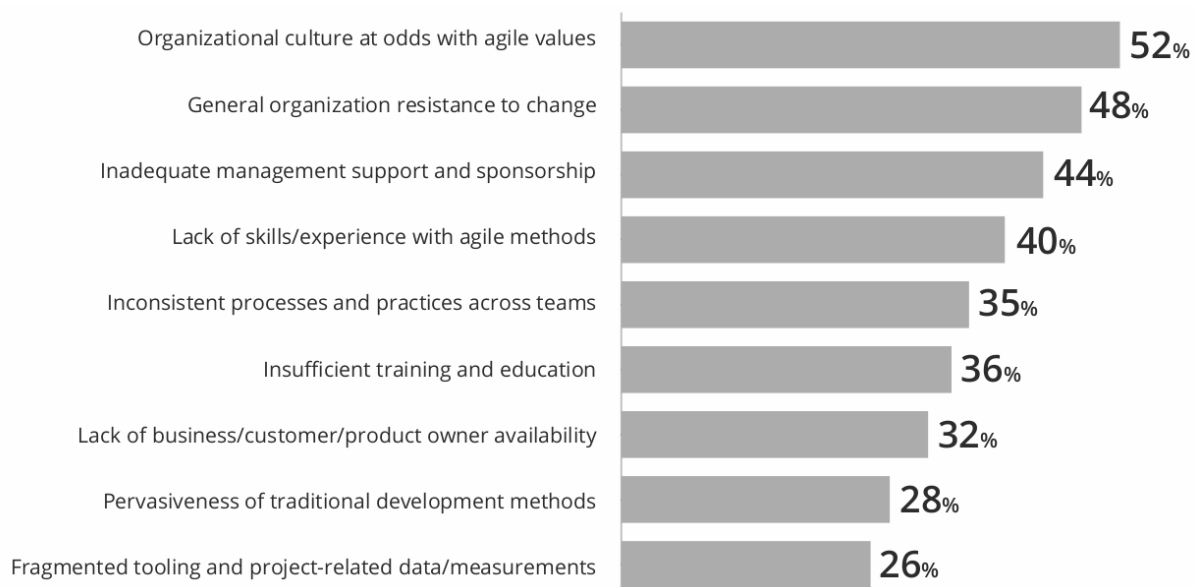 Organizational culture at odds with agile values 52%
General organization resistance to change 48%
Inadequate management support and sponsorship 44%
Lack of skills/experience with agile methods 40%
Inconsistent processes and practices across teams 35%
Insufficient training and education 36%
Lack of business/customer/product owner availability 32%
Pervasiveness of traditional development methods 28%
Fragmented tooling and project-related data/measurements 26%